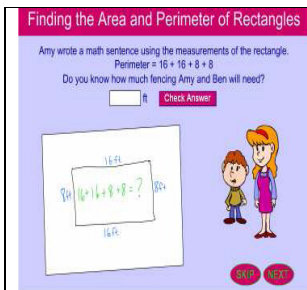 Finding the Area and Perimeter of Rectangles
Amy wrote a math sentence using the measurements of the rectangle.
Perimeter = 16 + 16 + 8 + 8
Do you know how much fencing Amy and Ben will need?
ft Check Answer
16ft
8ft 16+16+8+8=? 8ft
16ft
SKIP NEXT